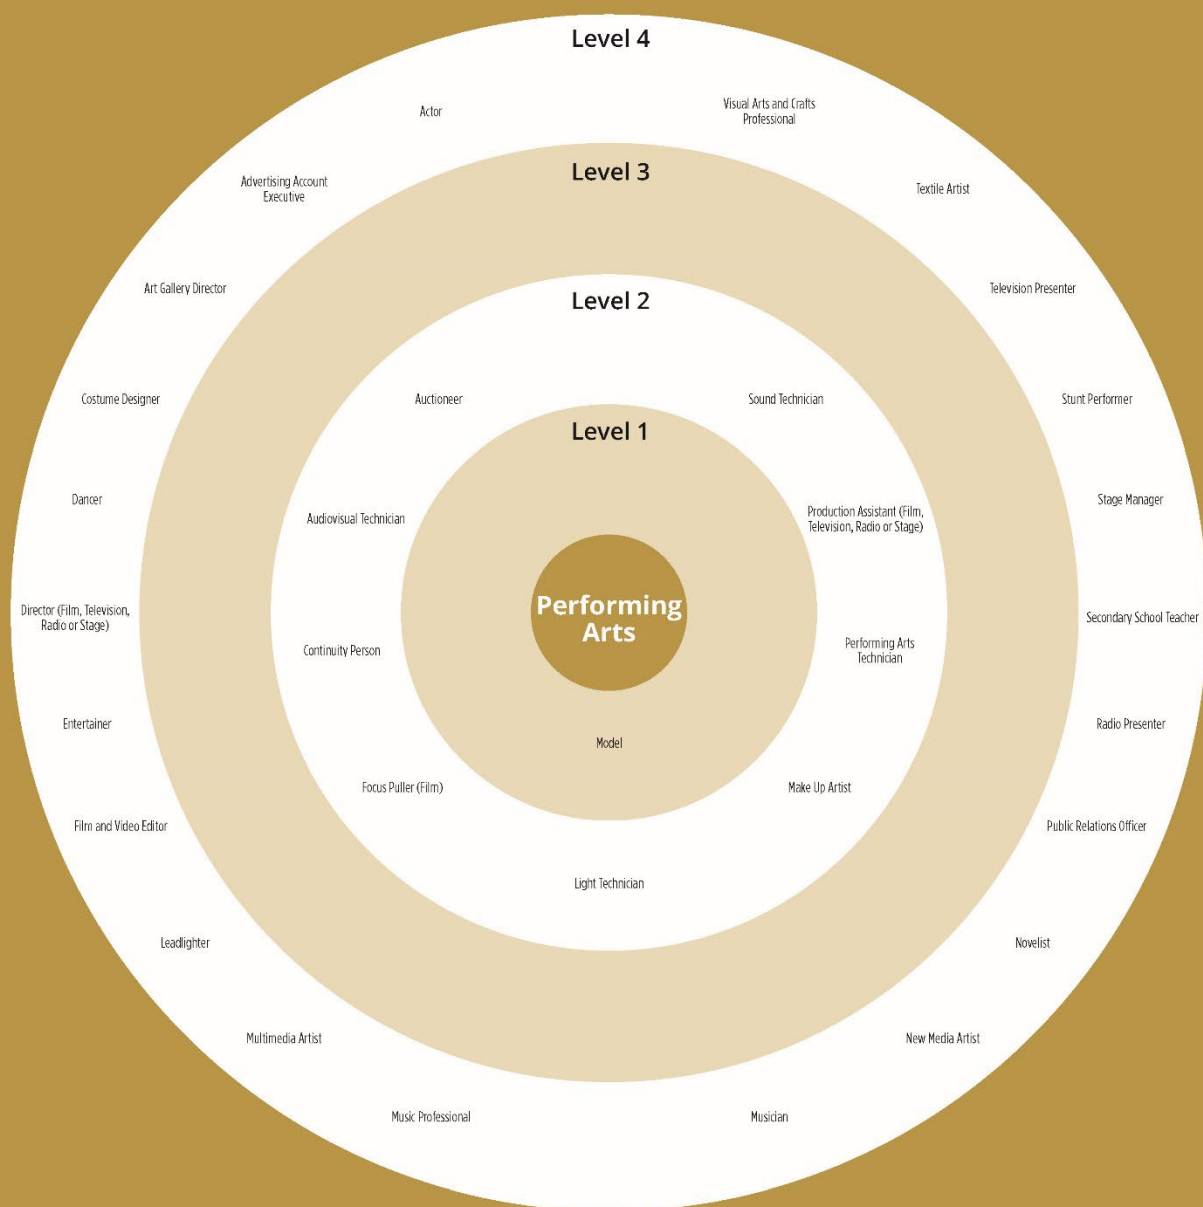 Level 4
Actor
Visual Arts and Crafts
Professional
Advertising Account
Executive
Textile Artist
Art Gallery Director
Television Presenter
Costume Designer
Stunt Performer
Dancer
Stage Manager
Director (Film, Television,
Radio or Stage)
Secondary School Teacher
Entertainer
Radio Presenter
Film and Video Editor
Public Relations Officer
Leadlighter
Novelist
Multimedia Artist
New Media Artist
Music Professional
Musician
Level 3
Level 2
Auctioneer
Sound Technician
Audiovisual Technician
Production Assistant (Film,
Television, Radio or Stage)
Continuity Person
Performing Arts
Technician
Focus Puller (Film)
Make Up Artist
Light Technician
Level 1
Model
Performing
Arts